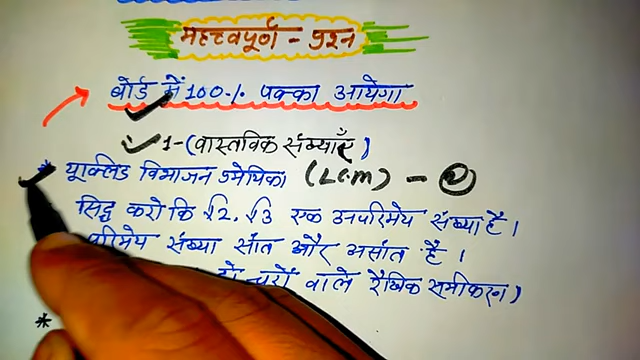 महत्त्वपूर्ण - प्रश्न
बोर्ड में 100% पक्का आयेगा
1-(वास्तविक संख्याएँ)
* यूक्लिड विभाजन प्रमेयिका (LCM) - 2
सिद्ध करो कि √2, √3 एक अपरिमेय संख्या है।
परिमेय संख्या सांत और असांत है।
चरों वाले रैखिक समीकरण)
*